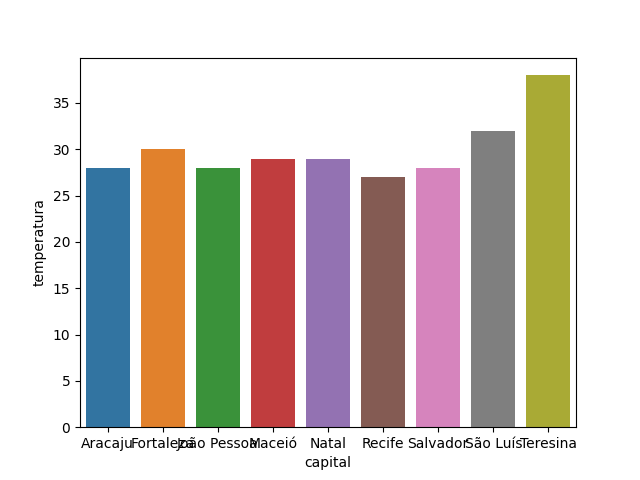 temperatura
35
30
25
20
15
10
5
0
Aracaju Fortaleza João Pessoa Maceió Natal Recife Salvador São Luís Teresina
capital